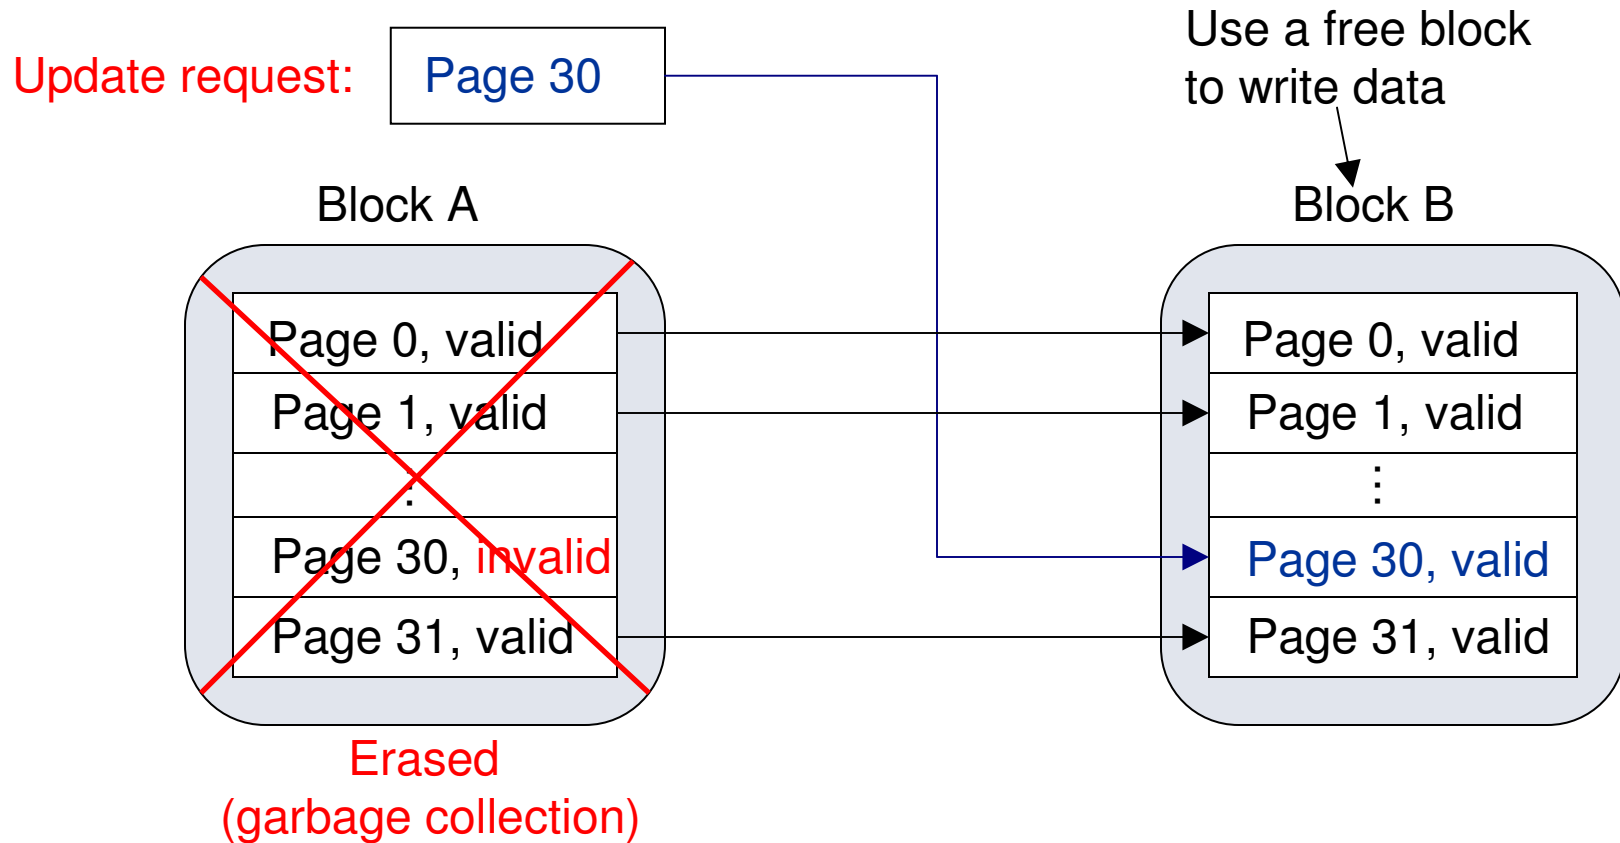 Use a free block
to write data
Update request: Page 30
Block A
Block B
Page 0, valid
Page 1, valid
⋮
Page 30, invalid
Page 31, valid
Page 0, valid
Page 1, valid
⋮
Page 30, valid
Page 31, valid
Erased
(garbage collection)